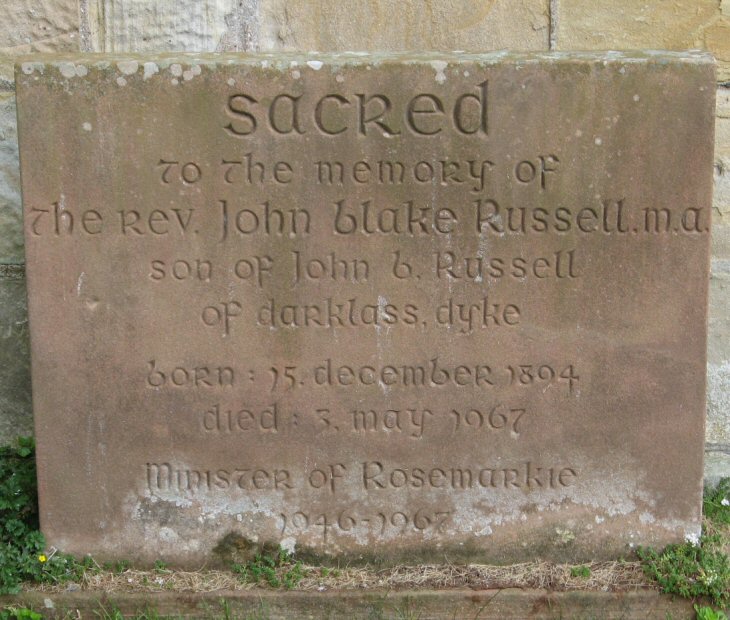 Sacred
to the memory of
the Rev. John Blake Russell. m.a.
son of John B. Russell
of darklass, dyke
born : 15. december 1894
died : 3. may 1967
Minister of Rosemarkie
1946-1967